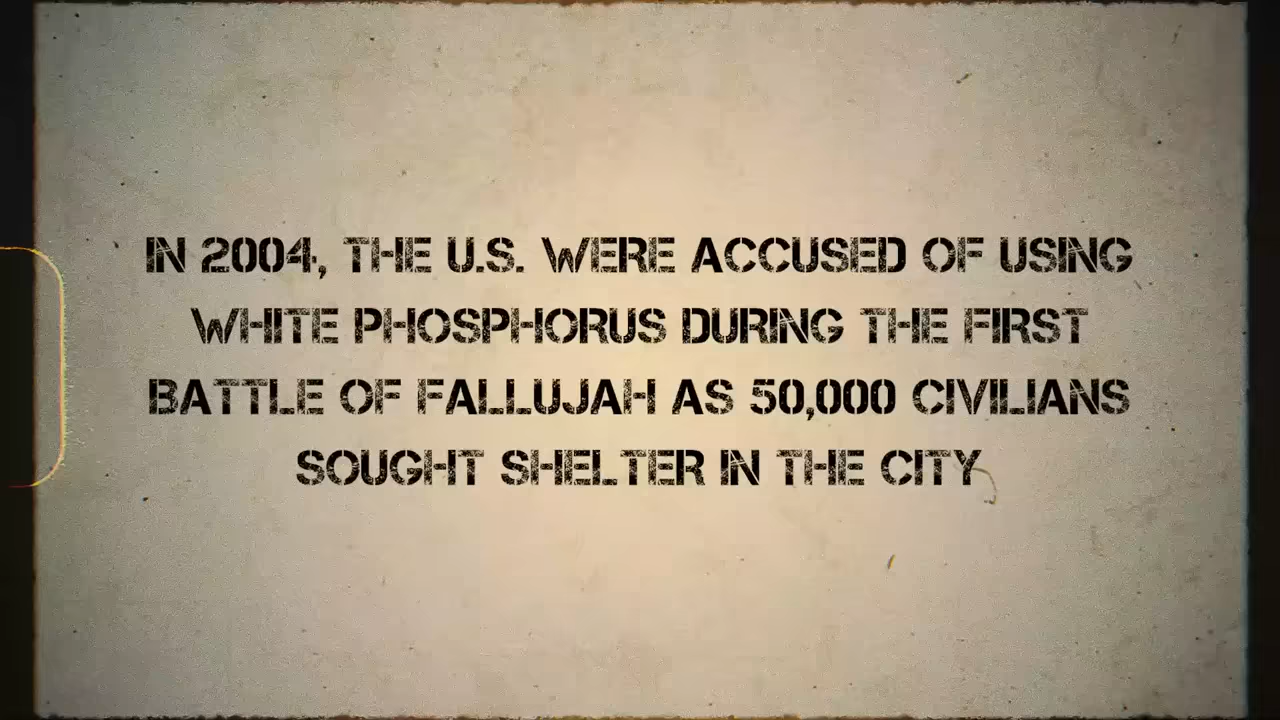 IN 2004, THE U.S. WERE ACCUSED OF USING
WHITE PHOSPHORUS DURING THE FIRST
BATTLE OF FALLUJAH AS 50,000 CIVILIANS
SOUGHT SHELTER IN THE CITY